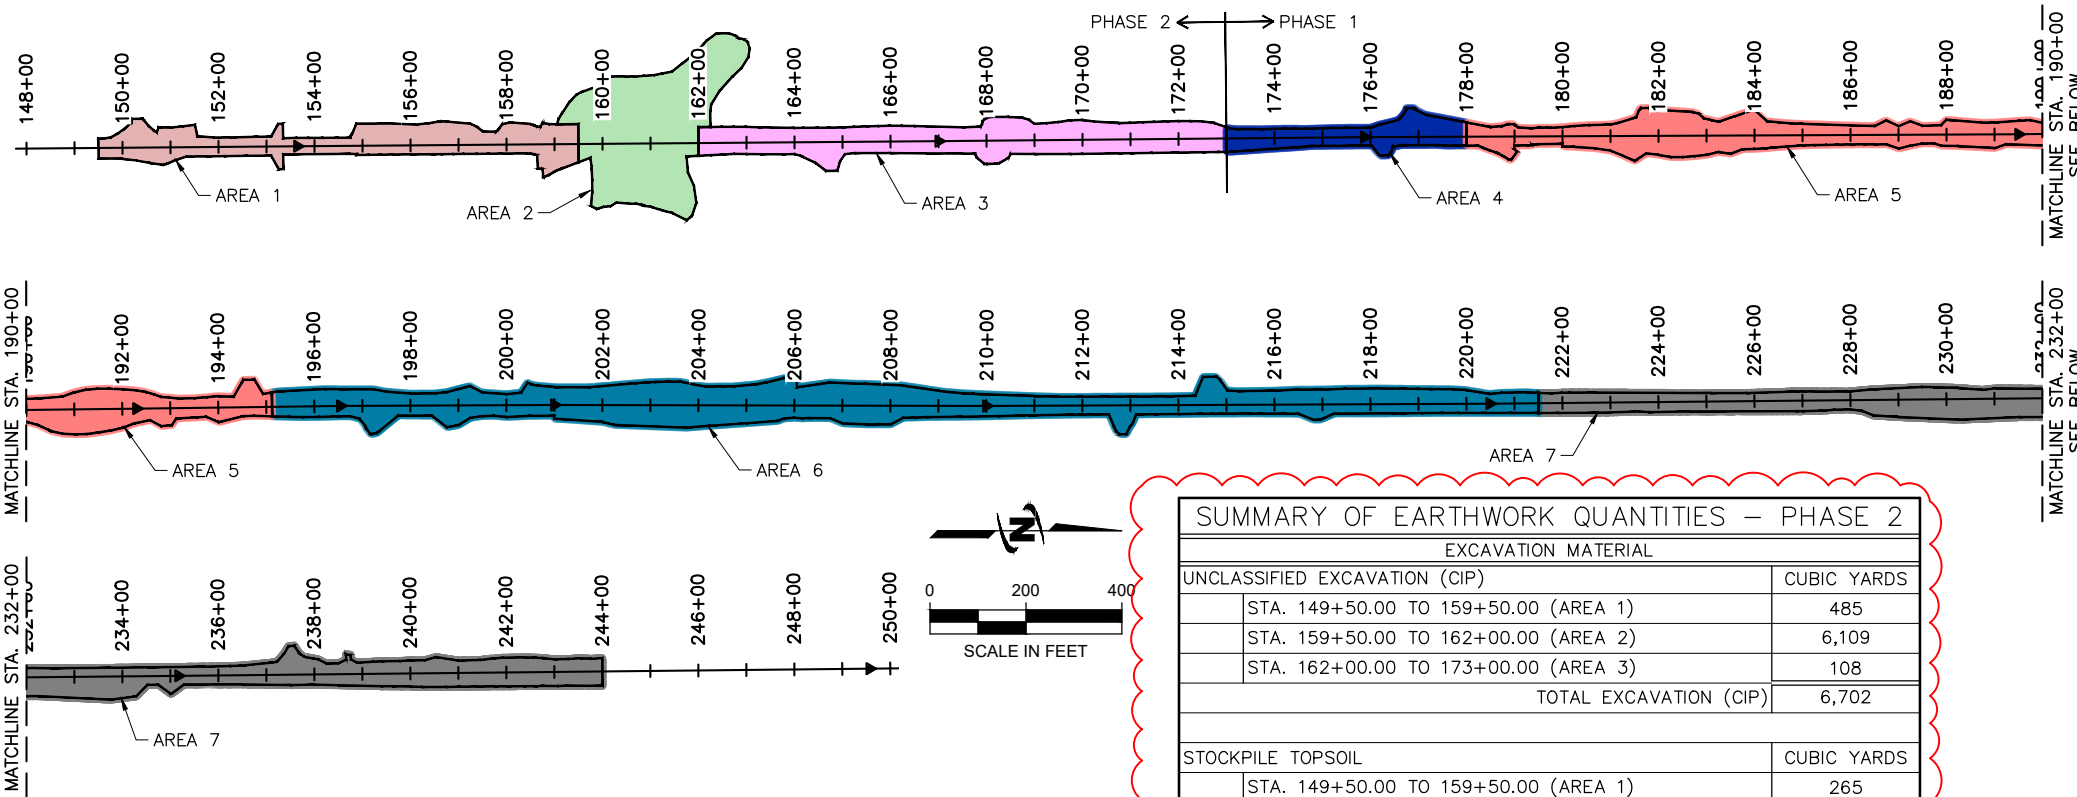 PHASE 2 PHASE 1
148+00 150+00 152+00 154+00 156+00 158+00 160+00 162+00 164+00 166+00 168+00 170+00 172+00 174+00 176+00 178+00 180+00 182+00 184+00 186+00 188+00
MATCHLINE STA. 190+00
SEE BELOW
AREA 1
AREA 2
AREA 3
AREA 4
AREA 5
MATCHLINE STA. 190+00
192+00 194+00 196+00 198+00 200+00 202+00 204+00 206+00 208+00 210+00 212+00 214+00 216+00 218+00 220+00 222+00 224+00 226+00 228+00 230+00 232+00
MATCHLINE STA. 232+00
SEE BELOW
AREA 5
AREA 6
AREA 7
MATCHLINE STA. 232+00
232+00 234+00 236+00 238+00 240+00 242+00 244+00 246+00 248+00 250+00
AREA 7
N
0 200 400
SCALE IN FEET
SUMMARY OF EARTHWORK QUANTITIES – PHASE 2
EXCAVATION MATERIAL
UNCLASSIFIED EXCAVATION (CIP) CUBIC YARDS
STA. 149+50.00 TO 159+50.00 (AREA 1) 485
STA. 159+50.00 TO 162+00.00 (AREA 2) 6,109
STA. 162+00.00 TO 173+00.00 (AREA 3) 108
TOTAL EXCAVATION (CIP) 6,702
STOCKPILE TOPSOIL CUBIC YARDS
STA. 149+50.00 TO 159+50.00 (AREA 1) 265